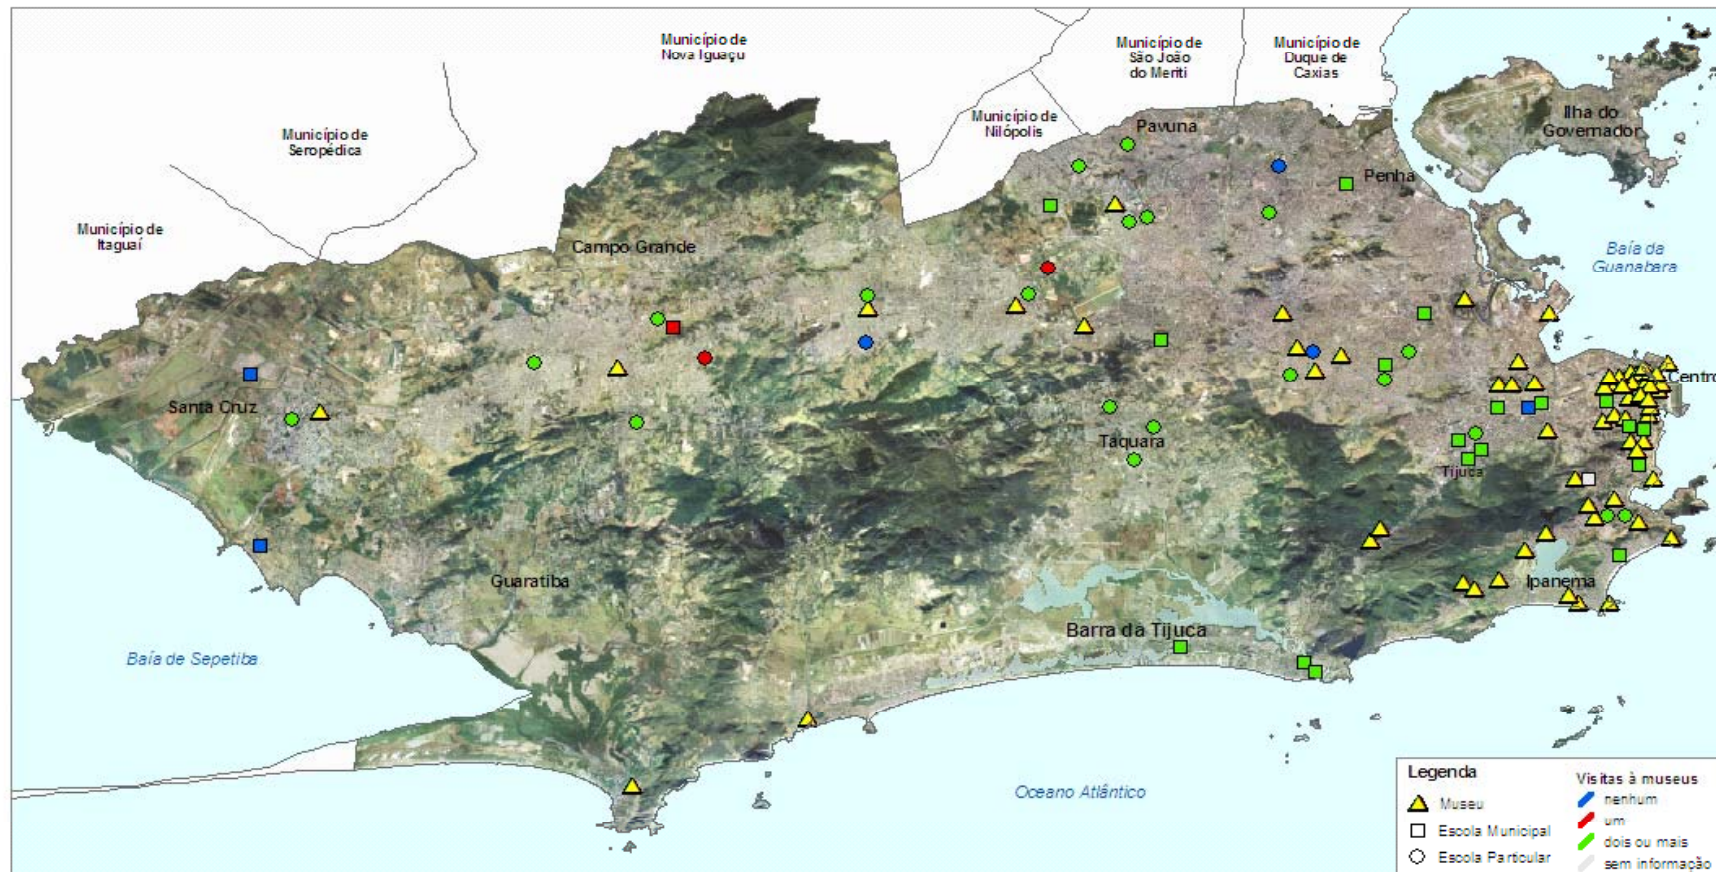 Município de
Nova Iguaçu
Município de
São João
do Meriti
Município de
Duque de
Caxias
Município de
Nilópolis
Município de
Seropédica
Município de
Itaguaí
Pavuna
Ilha do
Governador
Penha
Campo Grande
Baía da
Guanabara
Centro
Santa Cruz
Taquara
Tijuca
Guaratiba
Ipanema
Barra da Tijuca
Baía de Sepetiba
Oceano Atlântico
Legenda
Museu
Escola Municipal
Escola Particular
Visitas à museus
nenhum
um
dois ou mais
sem informação